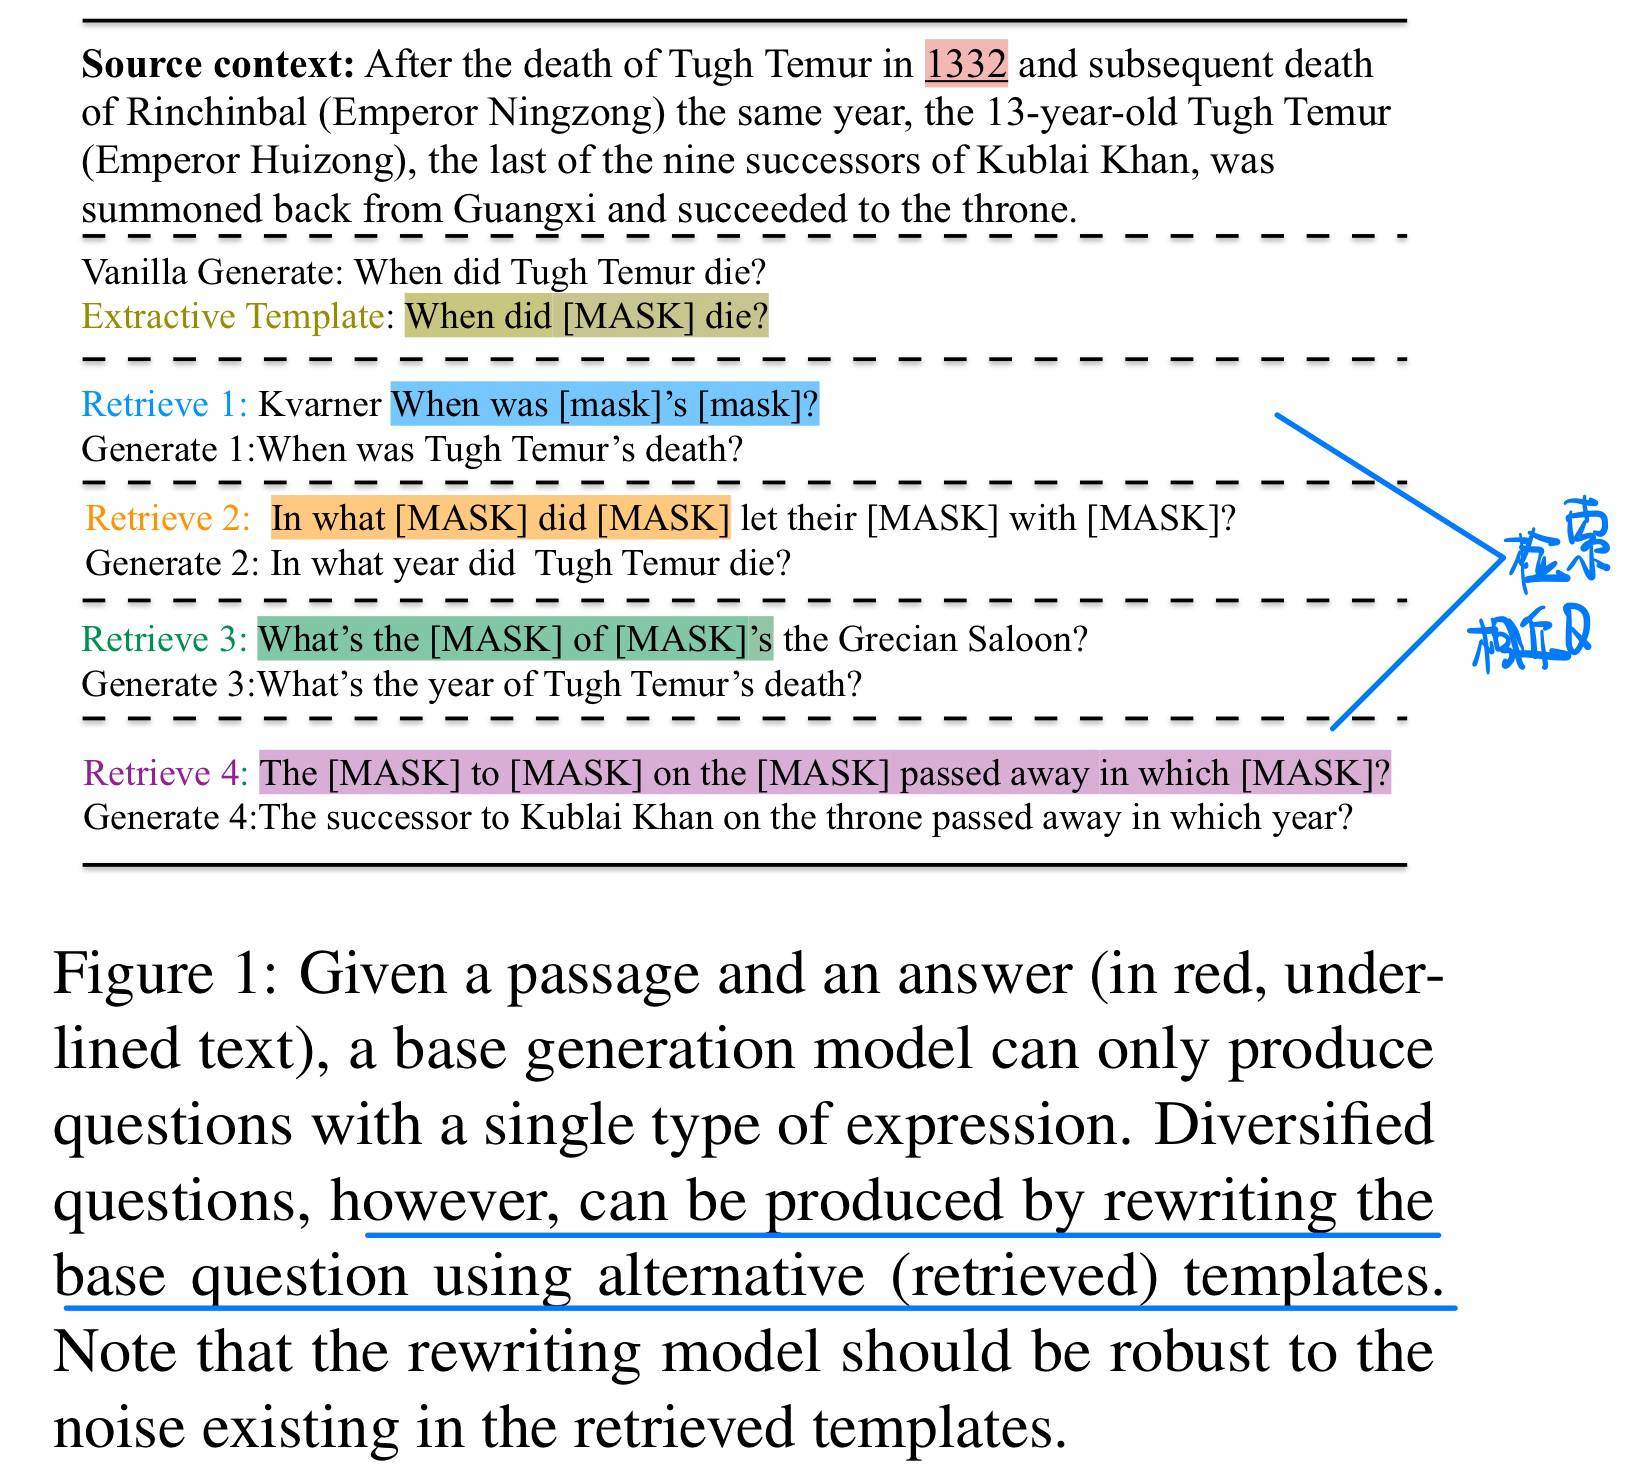 Source context: After the death of Tugh Temur in 1332 and subsequent death
of Rinchinbal (Emperor Ningzong) the same year, the 13-year-old Tugh Temur
(Emperor Huizong), the last of the nine successors of Kublai Khan, was
summoned back from Guangxi and succeeded to the throne.
Vanilla Generate: When did Tugh Temur die?
Extractive Template: When did [MASK] die?
Retrieve 1: Kvarner When was [mask]’s [mask]?
Generate 1:When was Tugh Temur’s death?
Retrieve 2: In what [MASK] did [MASK] let their [MASK] with [MASK]?
Generate 2: In what year did Tugh Temur die?
Retrieve 3: What’s the [MASK] of [MASK]’s the Grecian Saloon?
Generate 3:What’s the year of Tugh Temur’s death?
Retrieve 4: The [MASK] to [MASK] on the [MASK] passed away in which [MASK]?
Generate 4:The successor to Kublai Khan on the throne passed away in which year?
检索
相近Q
Figure 1: Given a passage and an answer (in red, under-
lined text), a base generation model can only produce
questions with a single type of expression. Diversified
questions, however, can be produced by rewriting the
base question using alternative (retrieved) templates.
Note that the rewriting model should be robust to the
noise existing in the retrieved templates.